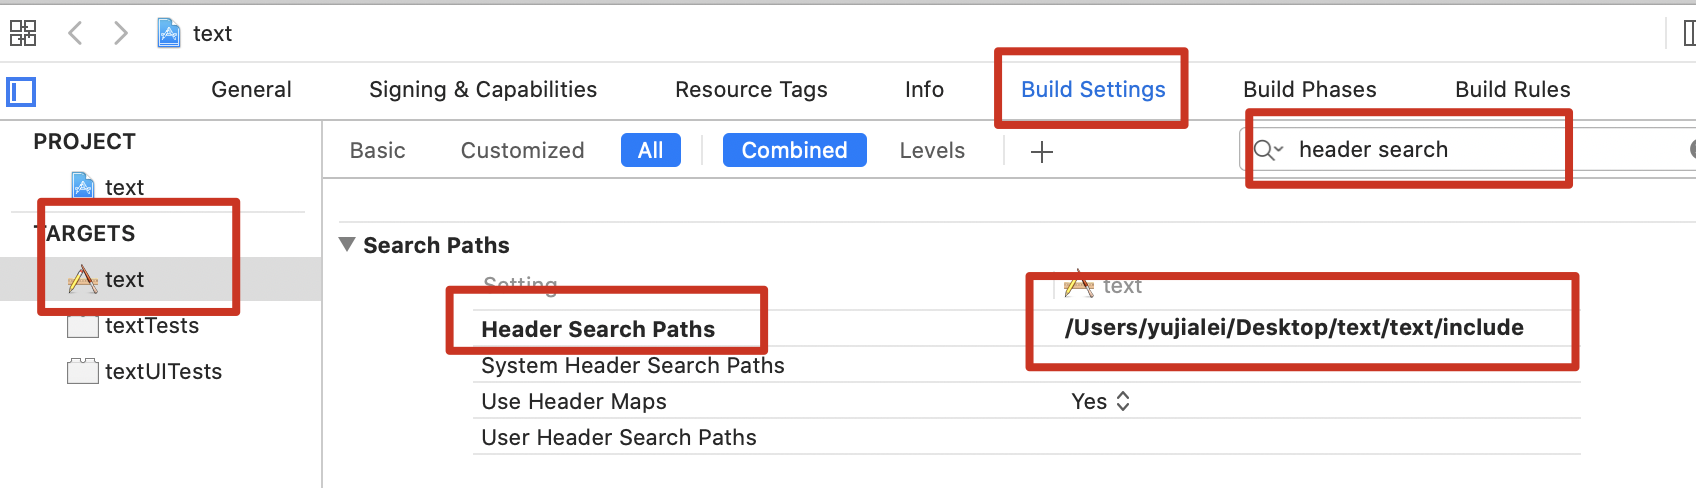 text
General Signing & Capabilities Resource Tags Info Build Settings Build Phases Build Rules
PROJECT
text
TARGETS
text
textTests
textUITests
Basic Customized All Combined Levels header search
Search Paths
Setting text
Header Search Paths /Users/yujialei/Desktop/text/text/include
System Header Search Paths
Use Header Maps Yes
User Header Search Paths